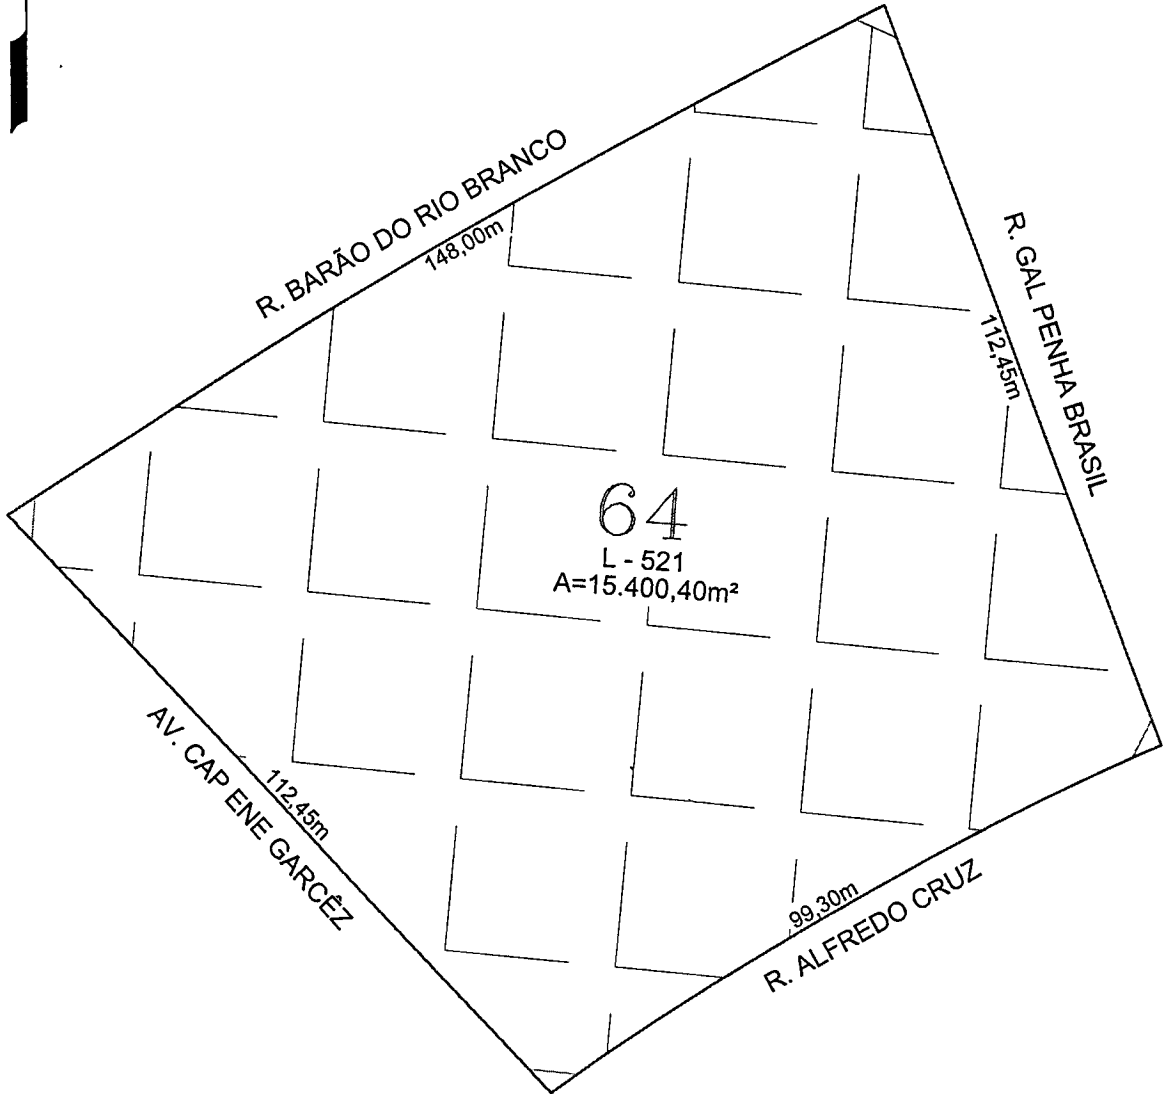 R. BARÃO DO RIO BRANCO
148,00m
R. GAL PENHA BRASIL
112,45m
64
L - 521
A=15.400,40m²
AV. CAP ENE GARCÊZ
112,45m
99,30m
R. ALFREDO CRUZ